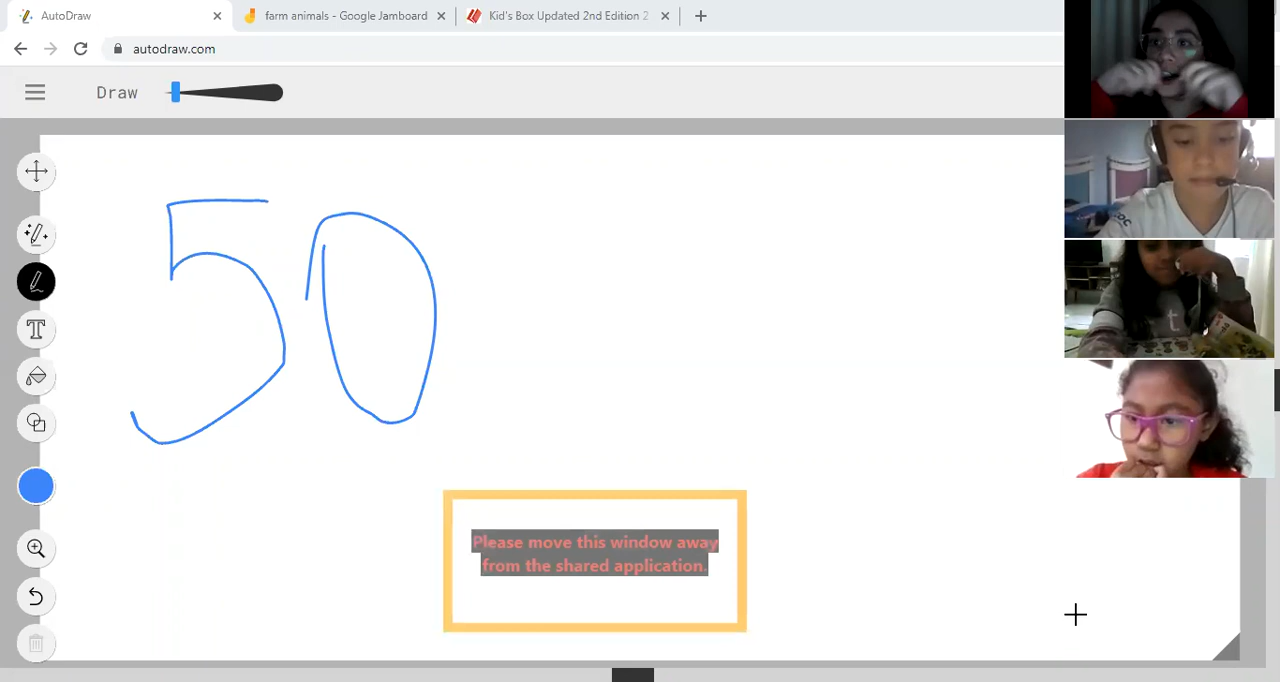 AutoDraw
farm animals - Google Jamboard
Kid's Box Updated 2nd Edition 2
autodraw.com
Draw
50
T
Please move this window away
from the shared application.